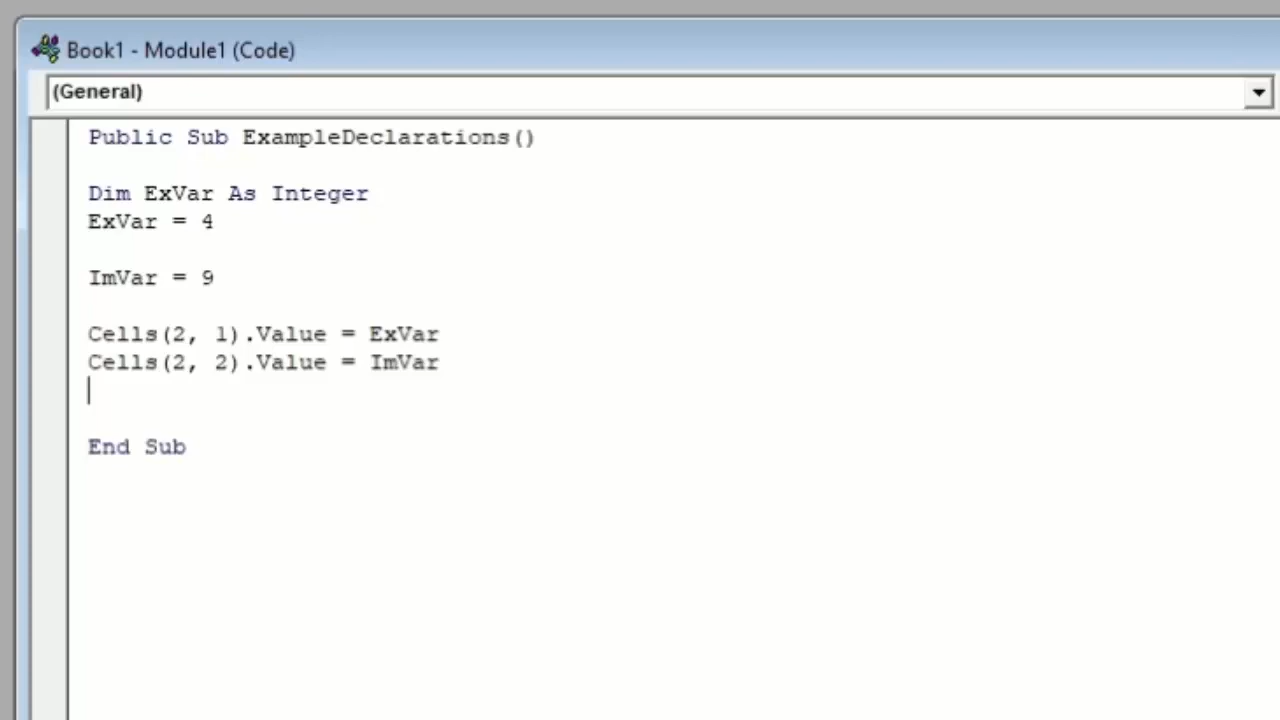 Book1 - Module1 (Code)
(General)
Public Sub ExampleDeclarations()
Dim ExVar As Integer
ExVar = 4
ImVar = 9
Cells(2, 1).Value = ExVar
Cells(2, 2).Value = ImVar
End Sub